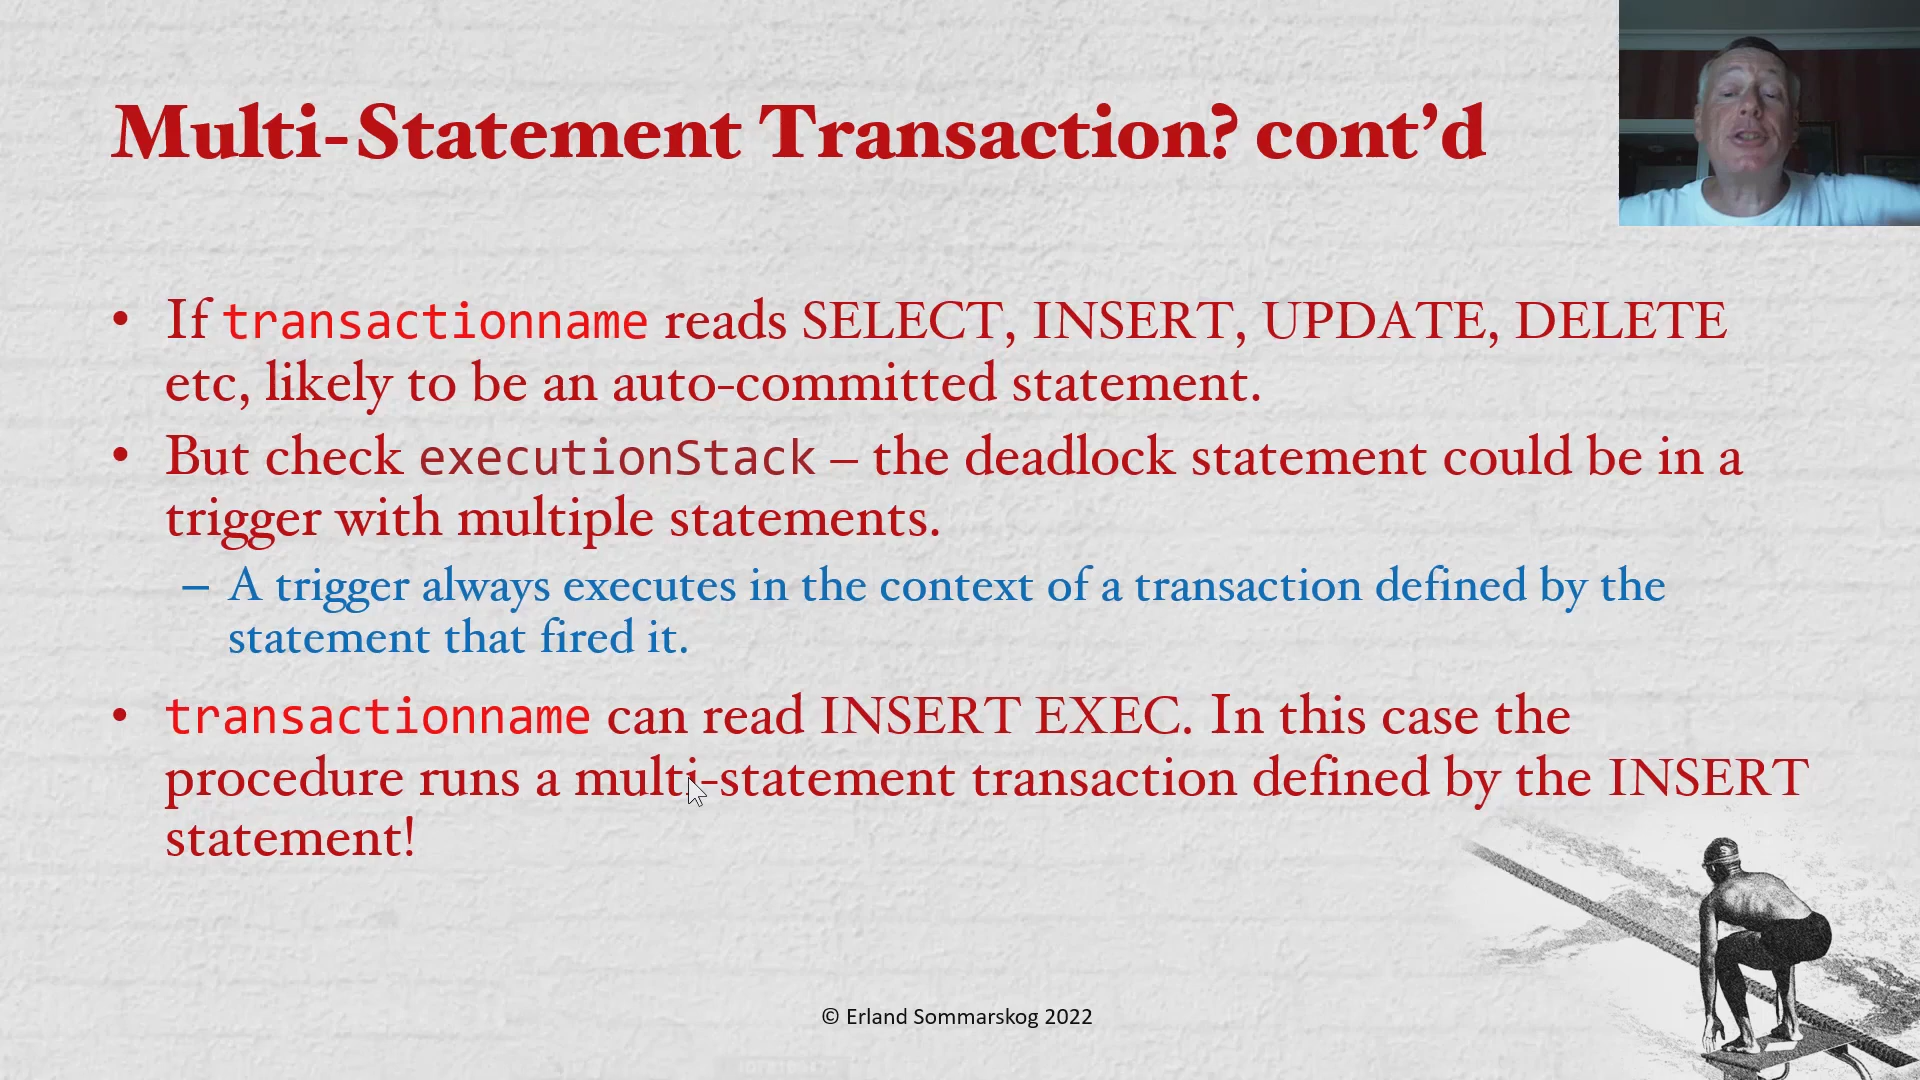 Multi-Statement Transaction? cont’d
• If transactionname reads SELECT, INSERT, UPDATE, DELETE
etc, likely to be an auto-committed statement.
• But check executionStack – the deadlock statement could be in a
trigger with multiple statements.
– A trigger always executes in the context of a transaction defined by the
statement that fired it.
• transactionname can read INSERT EXEC. In this case the
procedure runs a multi-statement transaction defined by the INSERT
statement!
© Erland Sommarskog 2022